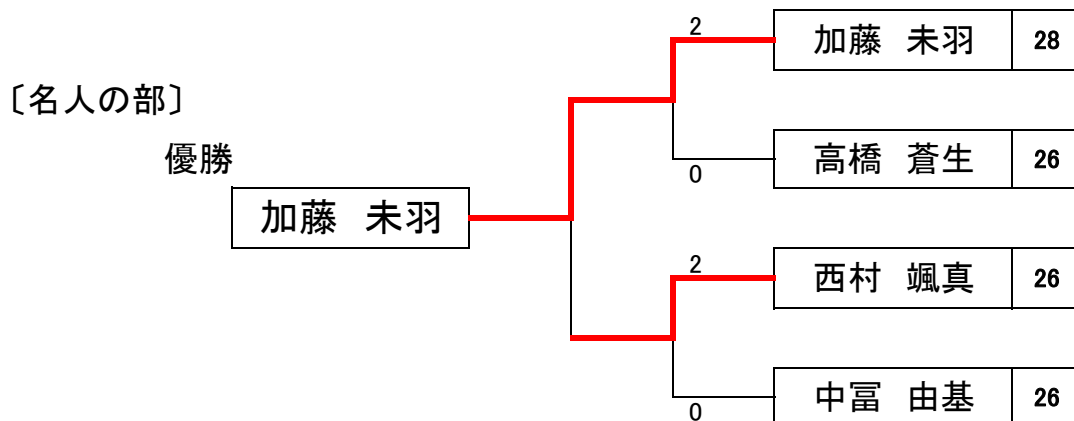 2
加藤 未羽 28
〔名人の部〕
優勝
0
高橋 蒼生 26
加藤 未羽
2
西村 颯真 26
0
中冨 由基 26